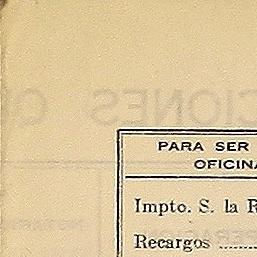 PARA SER
OFICINA
Impto. S. la R
Recargos